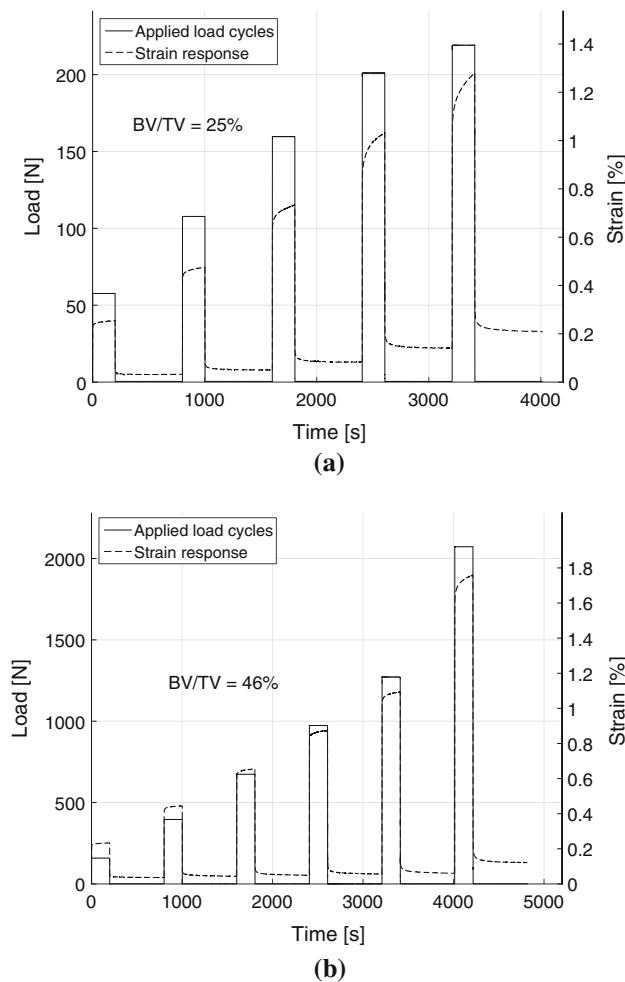 Applied load cycles
Strain response
BV/TV = 25%
Load [N]
0
50
100
150
200
Strain [%]
0
0.2
0.4
0.6
0.8
1
1.2
1.4
0 1000 2000 3000 4000
Time [s]
(a)
Applied load cycles
Strain response
BV/TV = 46%
Load [N]
0
500
1000
1500
2000
Strain [%]
0
0.2
0.4
0.6
0.8
1
1.2
1.4
1.6
1.8
0 1000 2000 3000 4000 5000
Time [s]
(b)